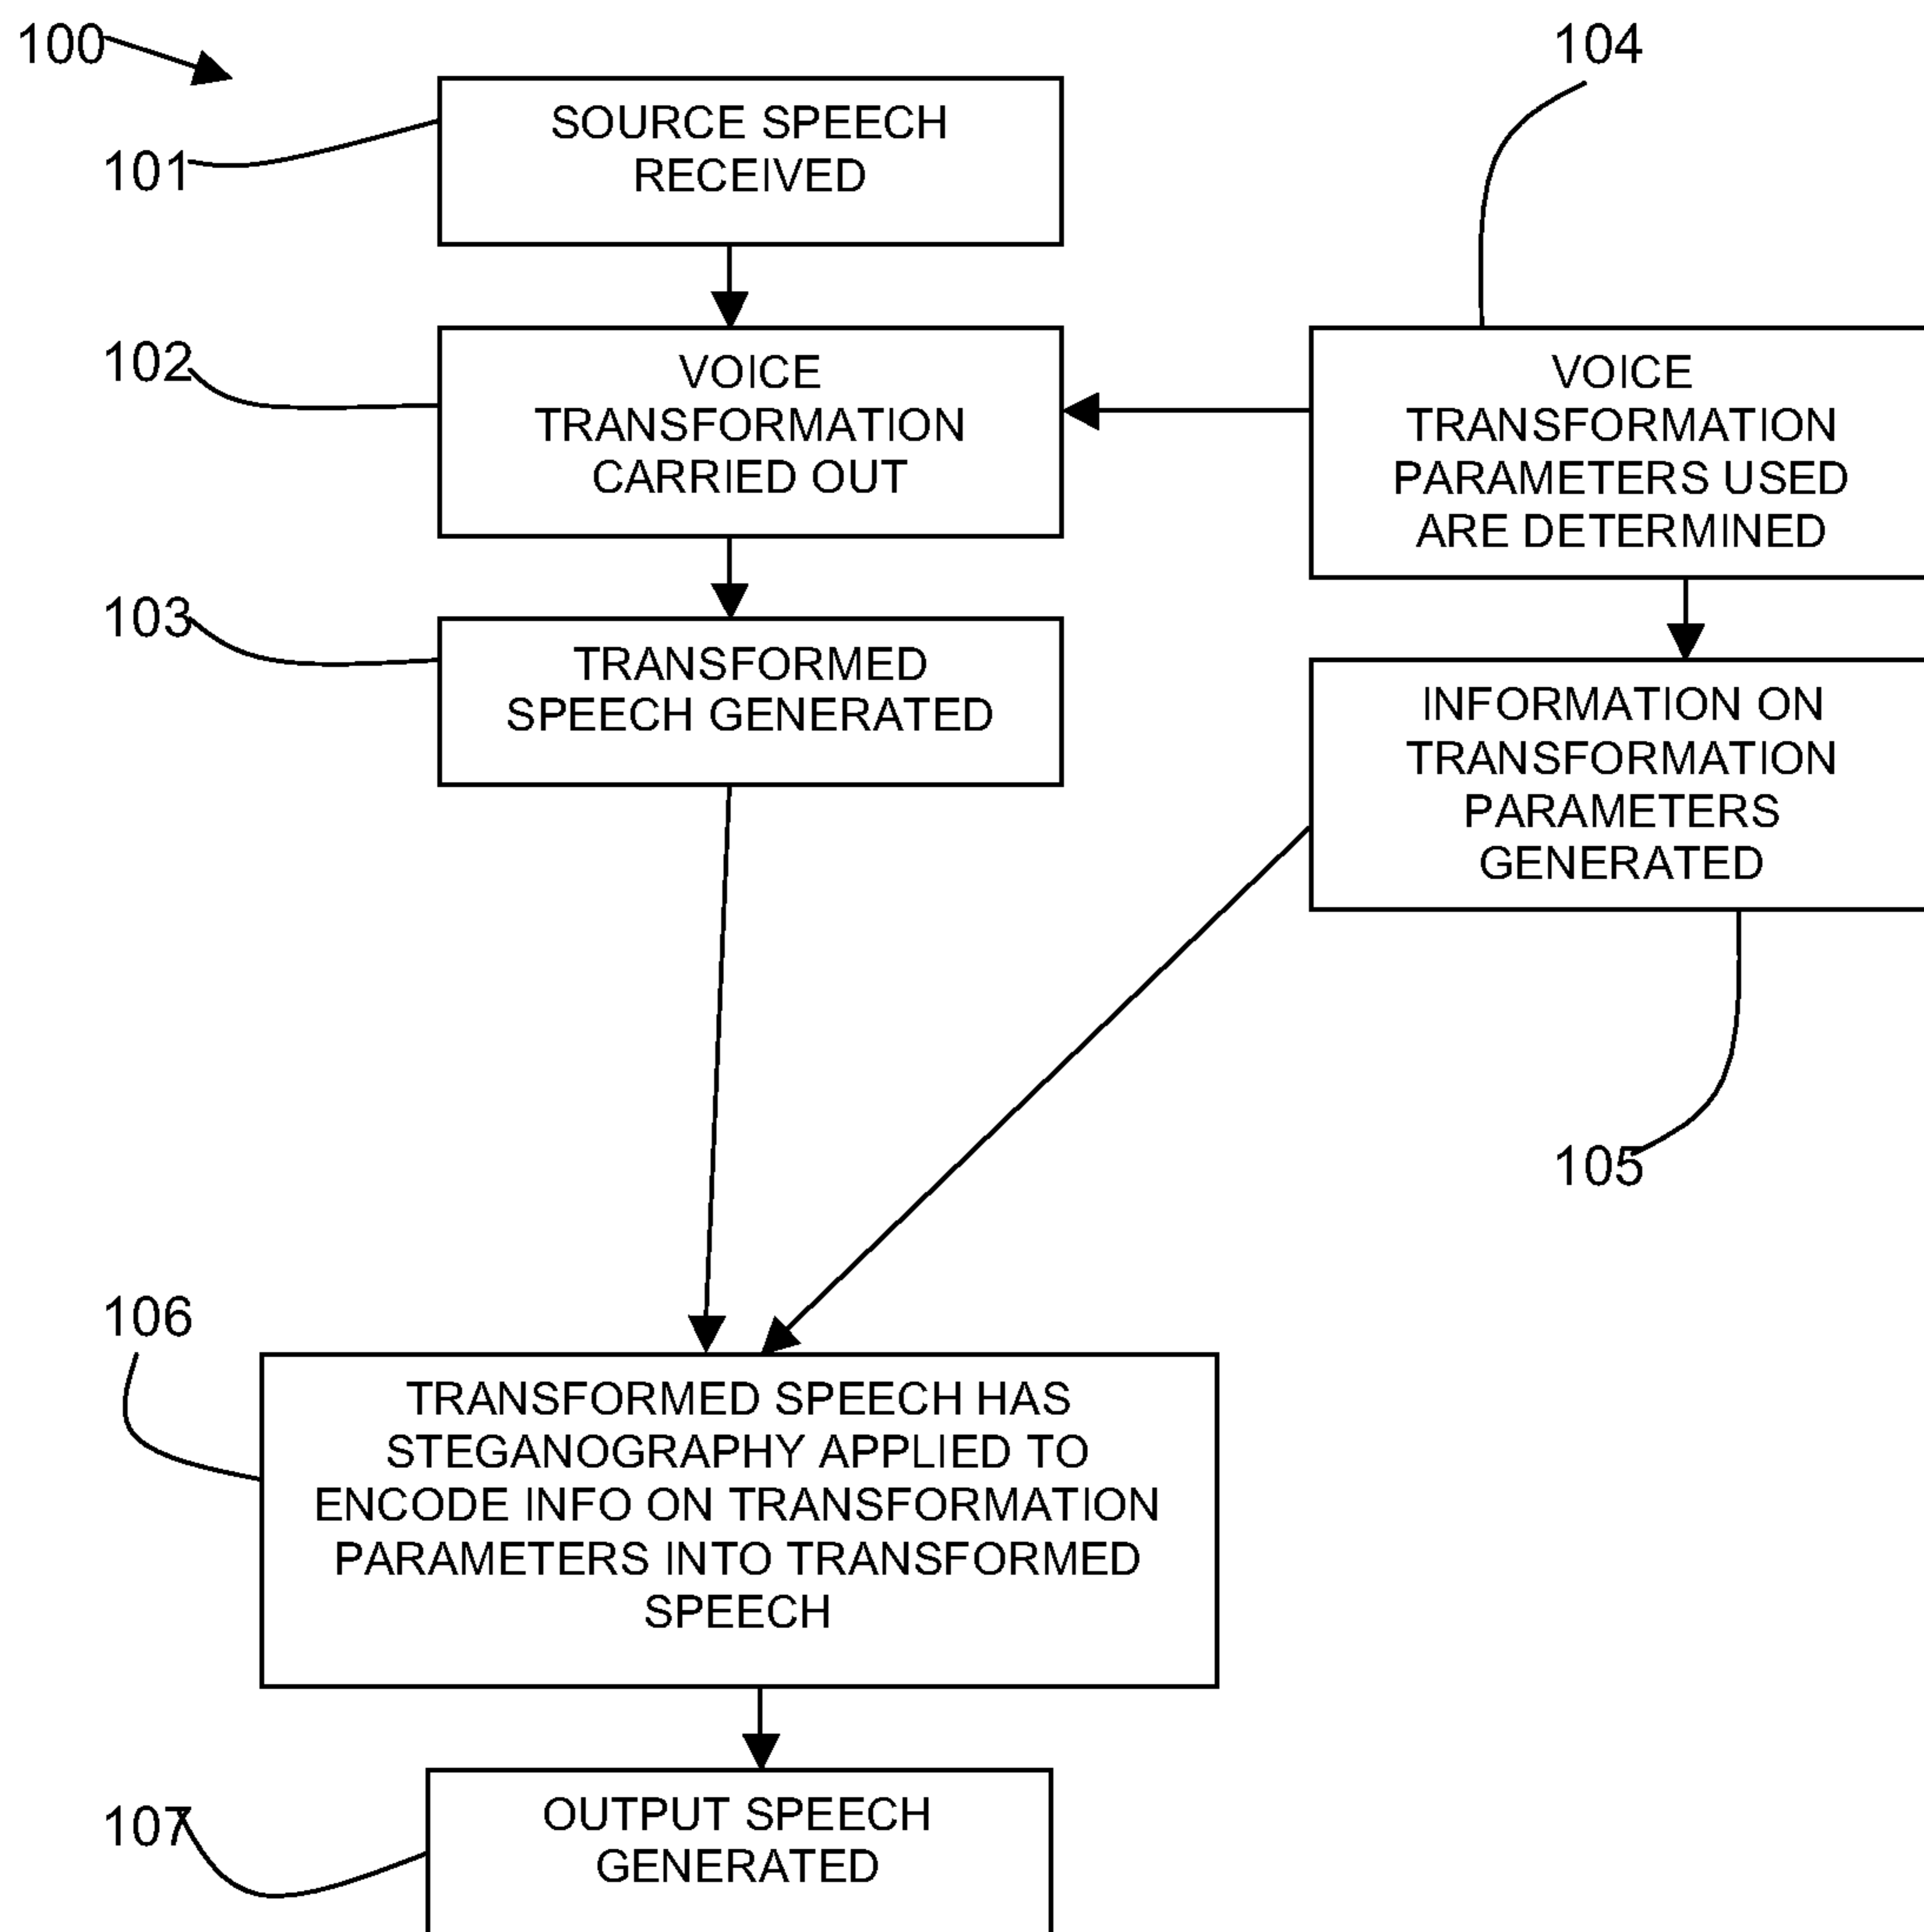 100
104
SOURCE SPEECH
RECEIVED
101
102
VOICE
TRANSFORMATION
CARRIED OUT
VOICE
TRANSFORMATION
PARAMETERS USED
ARE DETERMINED
103
TRANSFORMED
SPEECH GENERATED
INFORMATION ON
TRANSFORMATION
PARAMETERS
GENERATED
105
106
TRANSFORMED SPEECH HAS
STEGANOGRAPHY APPLIED TO
ENCODE INFO ON TRANSFORMATION
PARAMETERS INTO TRANSFORMED
SPEECH
107
OUTPUT SPEECH
GENERATED